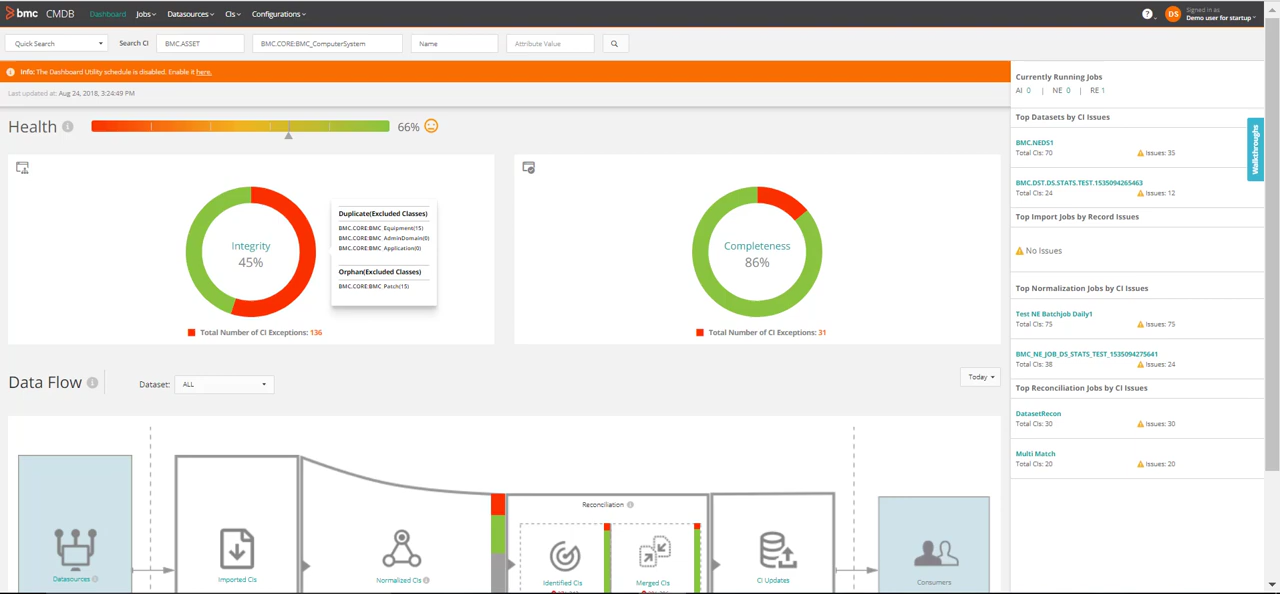 bmc CMDB Dashboard Jobs Datasources CIs Configurations
? DS Signed in as
Demo user for startup
Quick Search Search CI BMC.ASSET BMC.CORE:BMC_ComputerSystem Name Attribute Value
Info: The Dashboard Utility schedule is disabled. Enable it here.
Last updated at: Aug 24, 2018, 3:24:49 PM
Health 66%
Integrity
45%
Duplicate(Excluded Classes)
BMC.CORE:BMC_Equipment(15)
BMC.CORE:BMC_AdminDomain(0)
BMC.CORE:BMC_Application(0)
Orphan(Excluded Classes)
BMC.CORE:BMC_Patch(15)
Total Number of CI Exceptions: 136
Completeness
86%
Total Number of CI Exceptions: 31
Data Flow Dataset: ALL Today
Reconciliation
Datasources
Imported CIs
Normalized CIs
Identified CIs
Merged CIs
CI Updates
Consumers
Currently Running Jobs
AI 0 | NE 0 | RE 1
Top Datasets by CI Issues
BMC.NEDS1
Total CIs: 70 Issues: 35
BMC.DST.DS.STATS.TEST.1535094265463
Total CIs: 24 Issues: 12
Top Import Jobs by Record Issues
No Issues
Top Normalization Jobs by CI Issues
Test NE Batchjob Daily1
Total CIs: 75 Issues: 75
BMC_NE_JOB_DS_STATS_TEST_1535094275641
Total CIs: 38 Issues: 24
Top Reconciliation Jobs by CI Issues
DatasetRecon
Total CIs: 30 Issues: 30
Multi Match
Total CIs: 20 Issues: 20
Walkthroughs